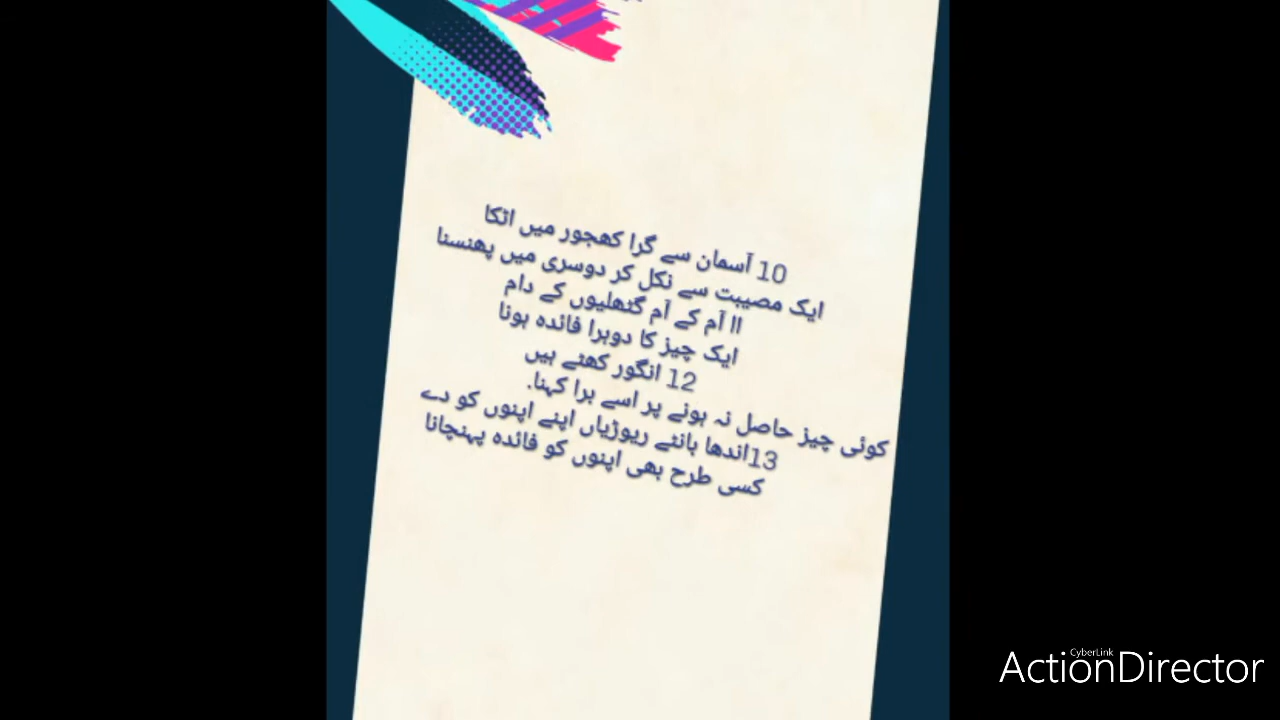 10 آسمان سے گرا کھجور میں اٹکا
ایک مصیبت سے نکل کر دوسری میں پھنسنا
اا آم کے آم گٹھلیوں کے دام
ایک چیز کا دوہرا فائدہ ہونا
12 انگور کھٹے ہیں
کوئی چیز حاصل نہ ہونے پر اسے برا کہنا.
13اندھا بانٹے ریوڑیاں اپنے اپنوں کو دے
کسی طرح بھی اپنوں کو فائدہ پہنچانا
CyberLink
ActionDirector